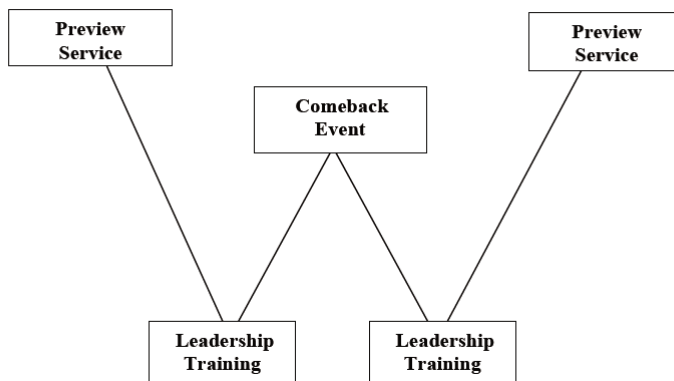 Preview
Service
Preview
Service
Comeback
Event
Leadership
Training
Leadership
Training